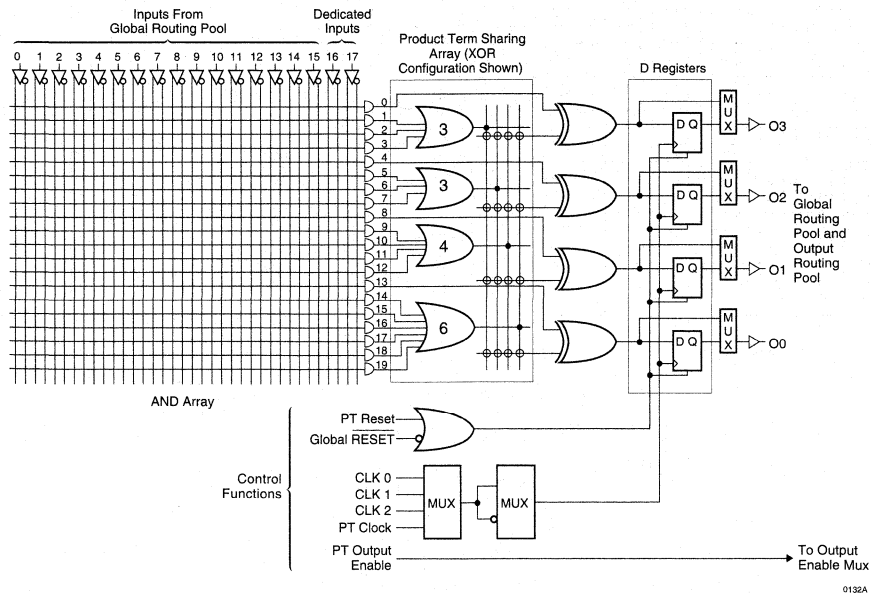 Inputs From
Global Routing Pool
Dedicated
Inputs
0 1 2 3 4 5 6 7 8 9 10 11 12 13 14 15 16 17
Product Term Sharing
Array (XOR
Configuration Shown)
D Registers
0
1
2
3
4
5
6
7
8
9
10
11
12
13
14
15
16
17
18
19
3
3
4
6
D Q
D Q
D Q
D Q
MUX
MUX
MUX
MUX
O3
O2
O1
O0
To
Global
Routing
Pool and
Output
Routing
Pool
AND Array
Control
Functions
PT Reset
Global RESET
CLK 0
CLK 1
CLK 2
PT Clock
MUX
MUX
PT Output
Enable
To Output
Enable Mux
0132A